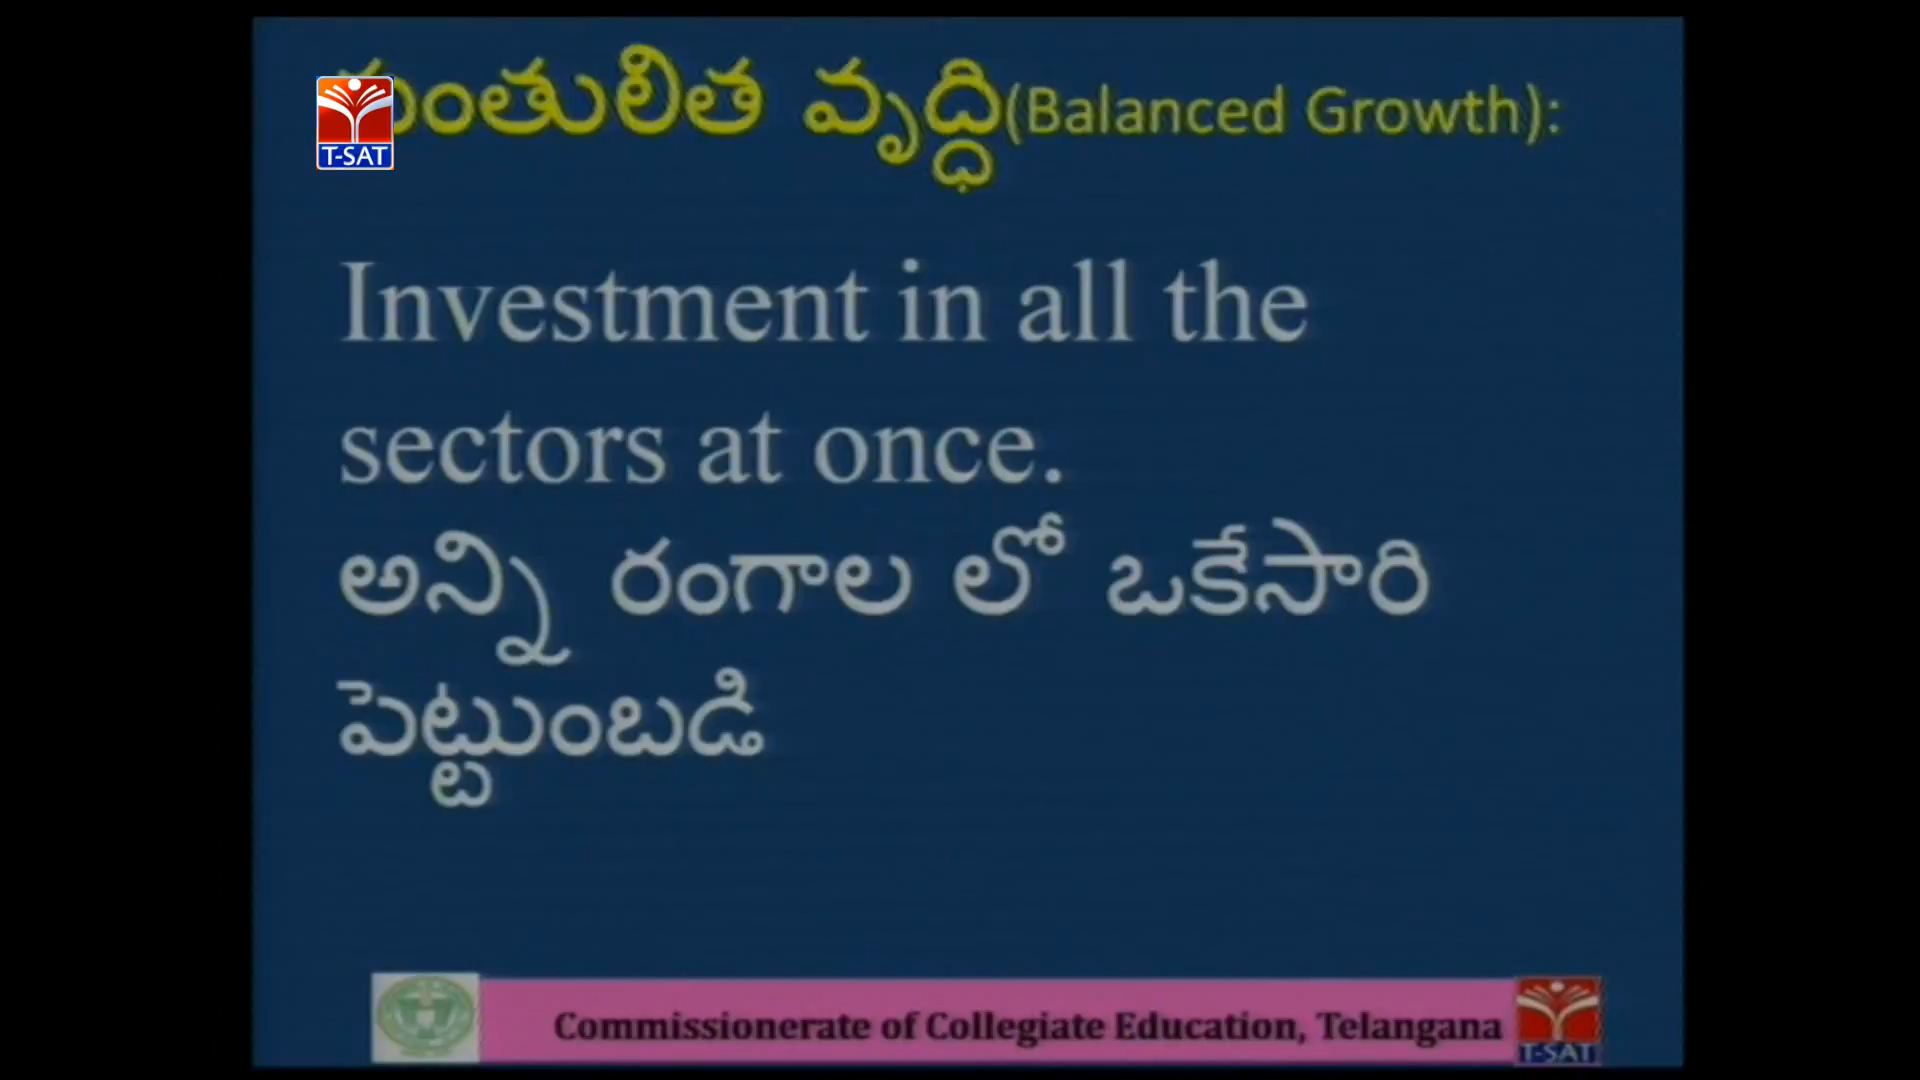 సంతులిత వృద్ధి(Balanced Growth):
T-SAT
Investment in all the
sectors at once.
అన్ని రంగాల లో ఒకేసారి
పెట్టుంబడి
Commissionerate of Collegiate Education, Telangana
T-SAT